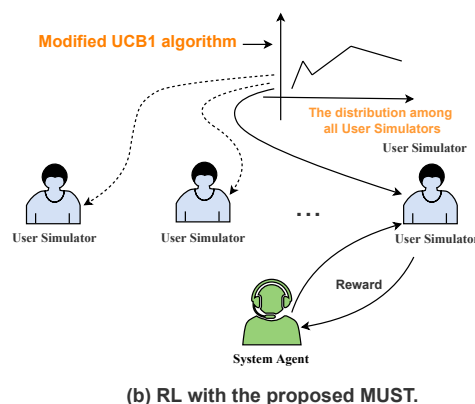 Modified UCB1 algorithm
The distribution among
all User Simulators
User Simulator
User Simulator
User Simulator
...
User Simulator
Reward
System Agent
(b) RL with the proposed MUST.